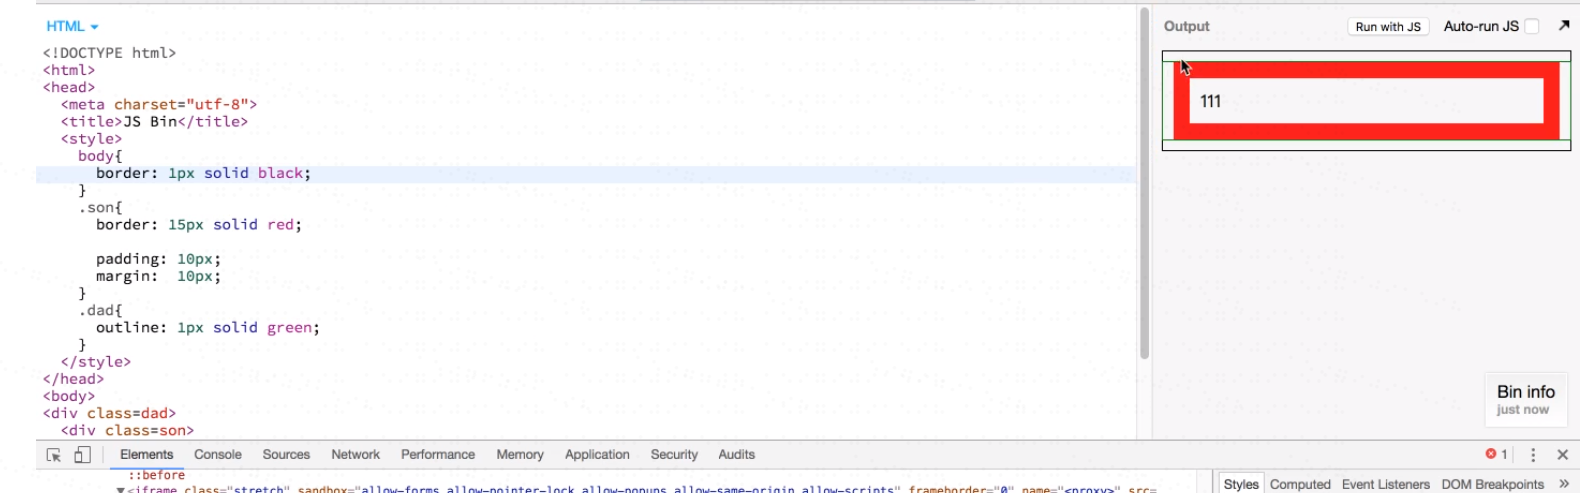 HTML
Output
Run with JS
Auto-run JS
<!DOCTYPE html>
<html>
<head>
<meta charset="utf-8">
<title>JS Bin</title>
<style>
body{
border: 1px solid black;
}
.son{
border: 15px solid red;
padding: 10px;
margin: 10px;
}
.dad{
outline: 1px solid green;
}
</style>
</head>
<body>
<div class=dad>
<div class=son>
111
Bin info
just now
Elements Console Sources Network Performance Memory Application Security Audits
1
::before
<iframe class="stretch" sandbox="allow-forms allow-pointer-lock allow-popups allow-same-origin allow-scripts" frameborder="0" name="<proxy>" src=
Styles Computed Event Listeners DOM Breakpoints »